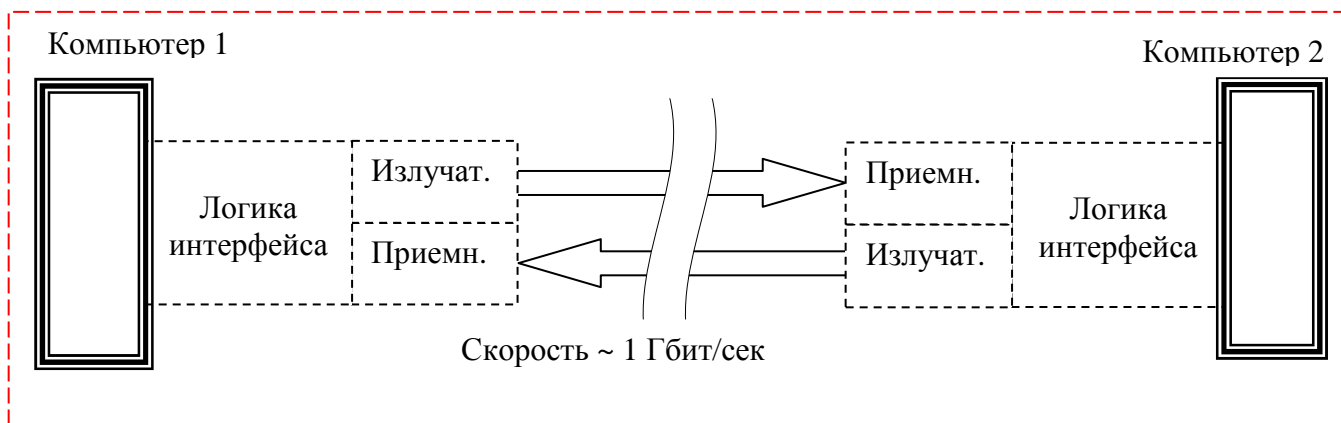 Компьютер 1
Компьютер 2
Излучат.
Приемн.
Логика
интерфейса
Приемн.
Излучат.
Логика
интерфейса
Скорость ~ 1 Гбит/сек